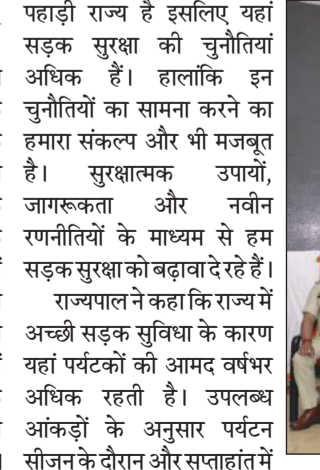 पहाड़ी राज्य है इसलिए यहां
सड़क सुरक्षा की चुनौतियां
अधिक हैं। हालांकि इन
चुनौतियों का सामना करने का
हमारा संकल्प और भी मजबूत
है। सुरक्षात्मक उपायों,
जागरूकता और नवीन
रणनीतियों के माध्यम से हम
सड़क सुरक्षा को बढ़ावा दे रहे हैं।
राज्यपाल ने कहा कि राज्य में
अच्छी सड़क सुविधा के कारण
यहां पर्यटकों की आमद वर्षभर
अधिक रहती है। उपलब्ध
आंकड़ों के अनुसार पर्यटन
सीजन के दौरान और सप्ताहांत में